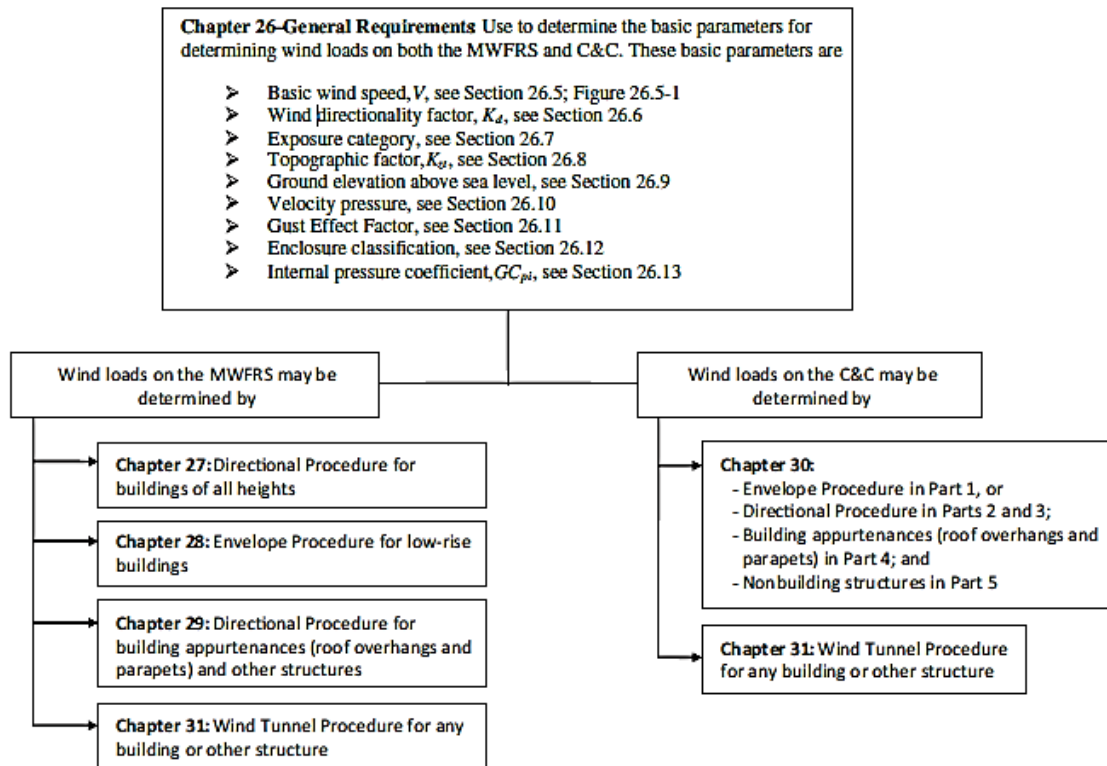 Chapter 26–General Requirements: Use to determine the basic parameters for
determining wind loads on both the MWFRS and C&C. These basic parameters are
➢ Basic wind speed, V, see Section 26.5; Figure 26.5-1
➢ Wind directionality factor, Kd, see Section 26.6
➢ Exposure category, see Section 26.7
➢ Topographic factor, Kzt, see Section 26.8
➢ Ground elevation above sea level, see Section 26.9
➢ Velocity pressure, see Section 26.10
➢ Gust Effect Factor, see Section 26.11
➢ Enclosure classification, see Section 26.12
➢ Internal pressure coefficient, GCpi, see Section 26.13
Wind loads on the MWFRS may be
determined by
Chapter 27: Directional Procedure for
buildings of all heights
Chapter 28: Envelope Procedure for low-rise
buildings
Chapter 29: Directional Procedure for
building appurtenances (roof overhangs and
parapets) and other structures
Chapter 31: Wind Tunnel Procedure for any
building or other structure
Wind loads on the C&C may be
determined by
Chapter 30:
- Envelope Procedure in Part 1, or
- Directional Procedure in Parts 2 and 3;
- Building appurtenances (roof overhangs and
parapets) in Part 4; and
- Nonbuilding structures in Part 5
Chapter 31: Wind Tunnel Procedure
for any building or other structure